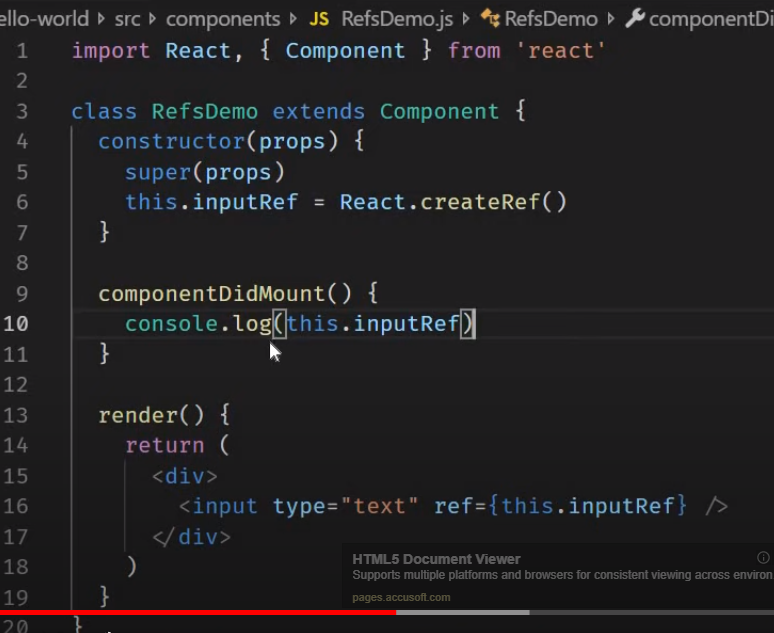 ello-world src components JS RefsDemo.js RefsDemo componentDi
1 import React, { Component } from 'react'
2
3 class RefsDemo extends Component {
4 constructor(props) {
5 super(props)
6 this.inputRef = React.createRef()
7 }
8
9 componentDidMount() {
10 console.log(this.inputRef)
11 }
12
13 render() {
14 return (
15 <div>
16 <input type="text" ref={this.inputRef} />
17 </div>
18 )
19 }
20 }
HTML5 Document Viewer
Supports multiple platforms and browsers for consistent viewing across environ
pages.accusoft.com